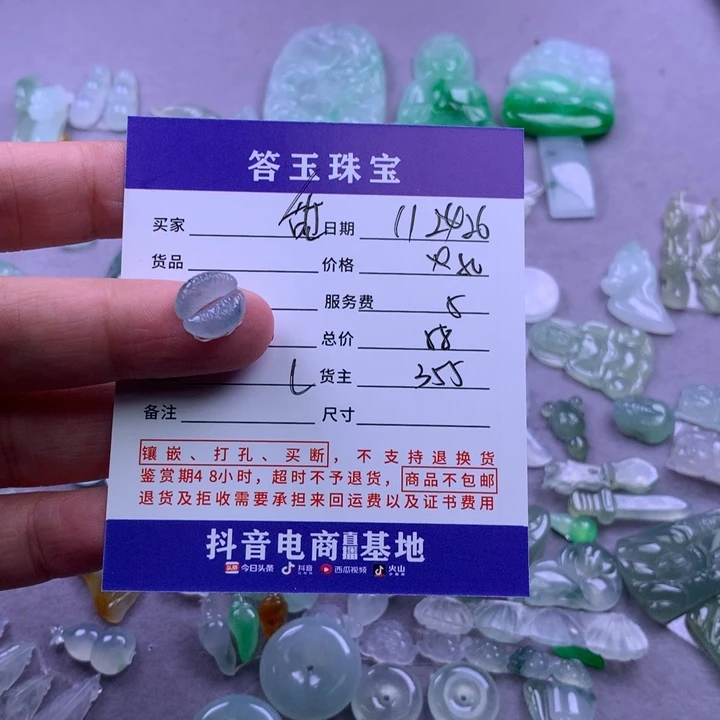 答玉珠宝
买家 日期
货品 价格
服务费 5
总价 58
货主 355
备注 尺寸
镶嵌、打孔、买断，不支持退换货
鉴赏期48小时，超时不予退货，商品不包邮
退货及拒收需要承担来回运费以及证书费用
抖音电商直播基地
头条 今日头条 抖音 西瓜视频 火山